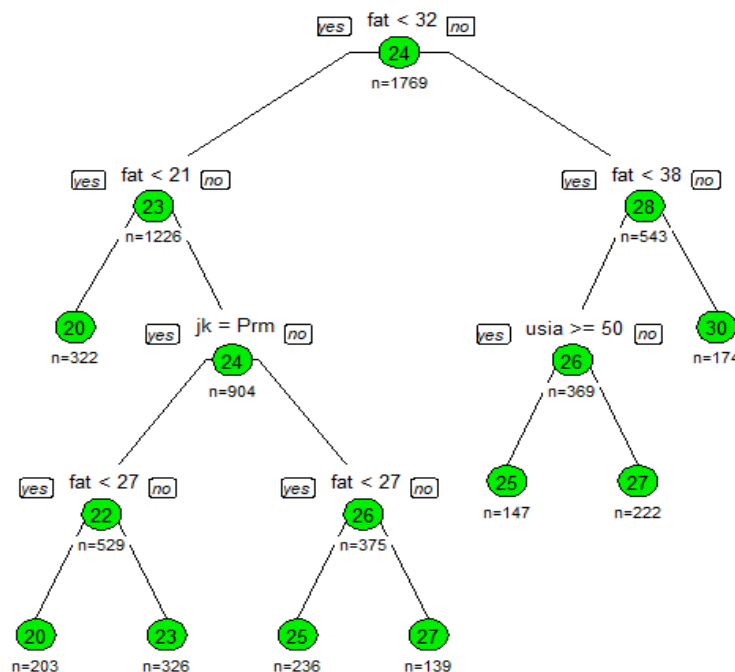 yes fat < 32 no
24
n=1769
yes fat < 21 no
23
n=1226
yes fat < 38 no
28
n=543
20
n=322
yes jk = Prm no
24
n=904
yes usia >= 50 no
26
n=369
30
n=174
yes fat < 27 no
22
n=529
yes fat < 27 no
26
n=375
25
n=147
27
n=222
20
n=203
23
n=326
25
n=236
27
n=139